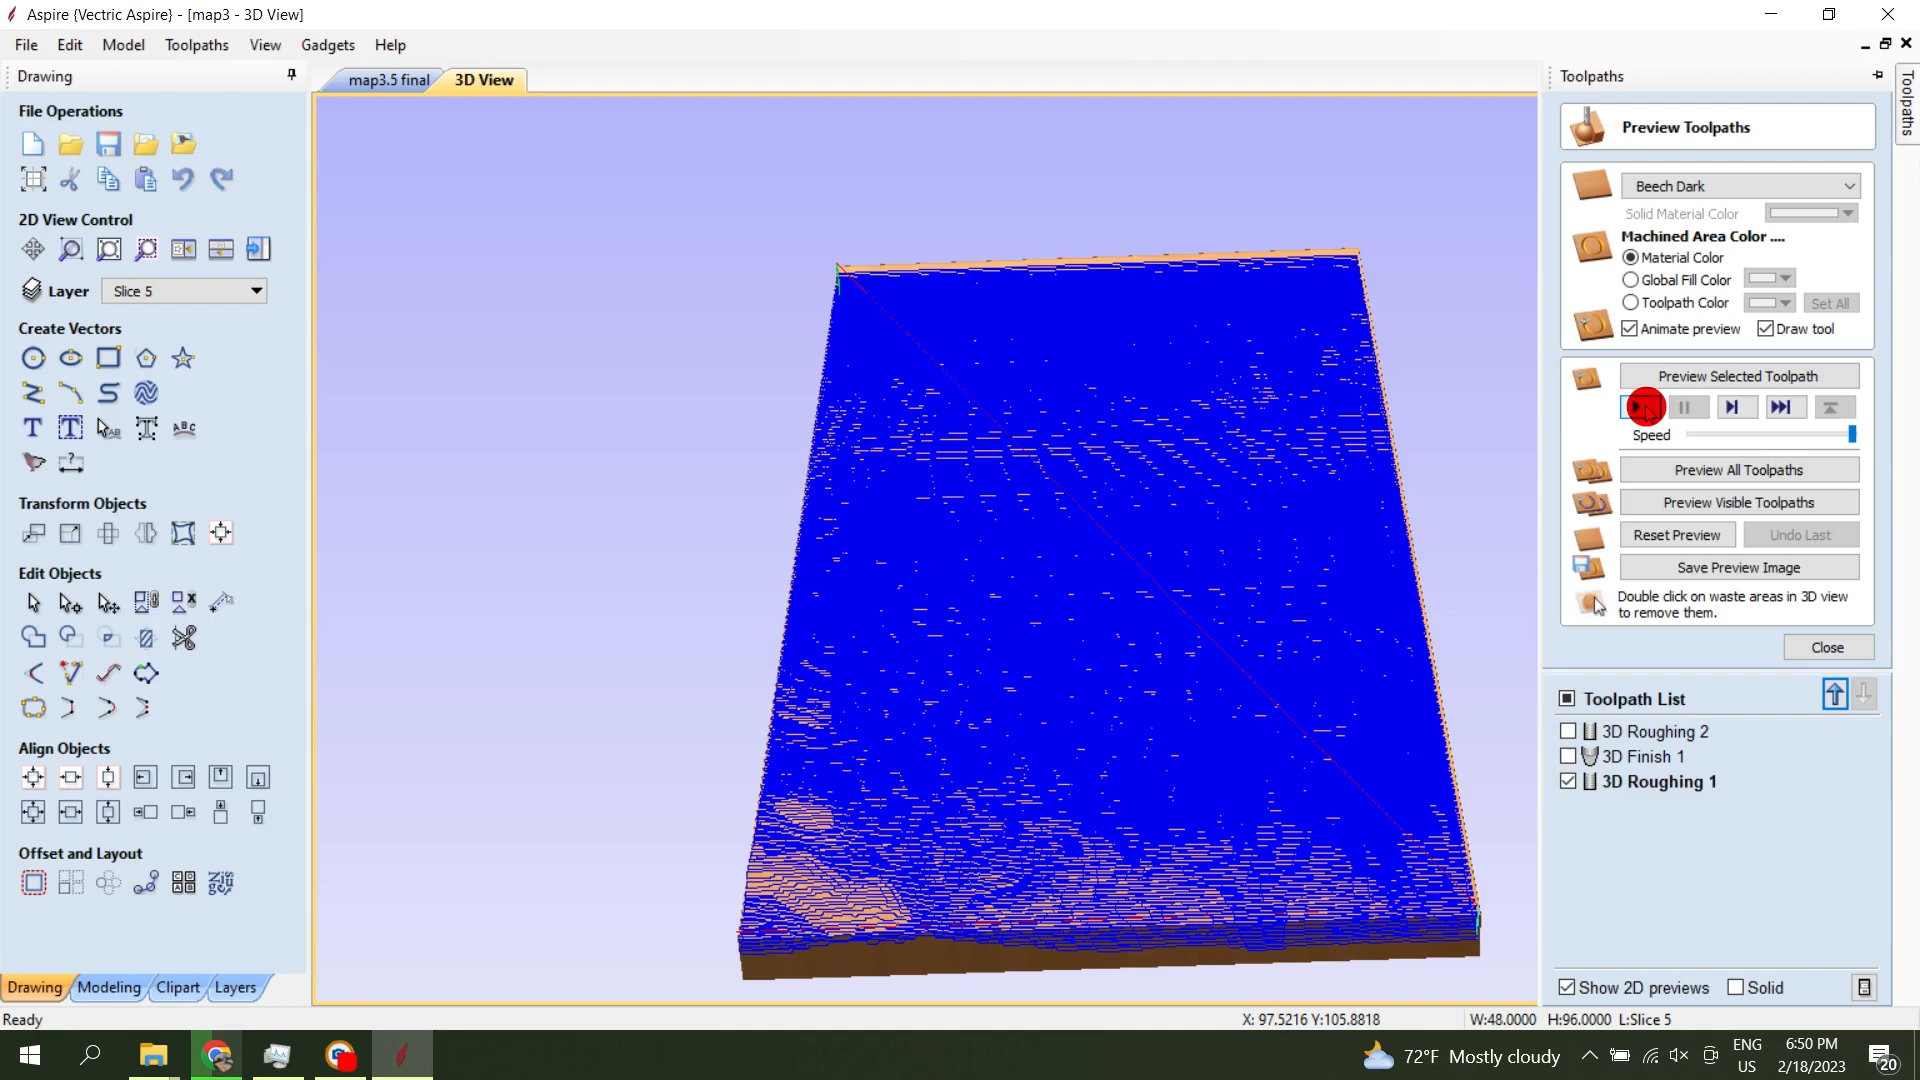 Aspire {Vectric Aspire} - [map3 - 3D View]
File Edit Model Toolpaths View Gadgets Help
Drawing
File Operations
2D View Control
Layer Slice 5
Create Vectors
Transform Objects
Edit Objects
Align Objects
Offset and Layout
Drawing Modeling Clipart Layers
map3.5 final 3D View
Toolpaths
Toolpaths
Preview Toolpaths
Beech Dark
Solid Material Color
Machined Area Color ....
Material Color
Global Fill Color
Toolpath Color Set All
Animate preview Draw tool
Preview Selected Toolpath
Speed
Preview All Toolpaths
Preview Visible Toolpaths
Reset Preview Undo Last
Save Preview Image
Double click on waste areas in 3D view
to remove them.
Close
Toolpath List
3D Roughing 2
3D Finish 1
3D Roughing 1
Show 2D previews Solid
Ready X: 97.5216 Y:105.8818 W:48.0000 H:96.0000 L:Slice 5
72°F Mostly cloudy
ENG
US
6:50 PM
2/18/2023
20